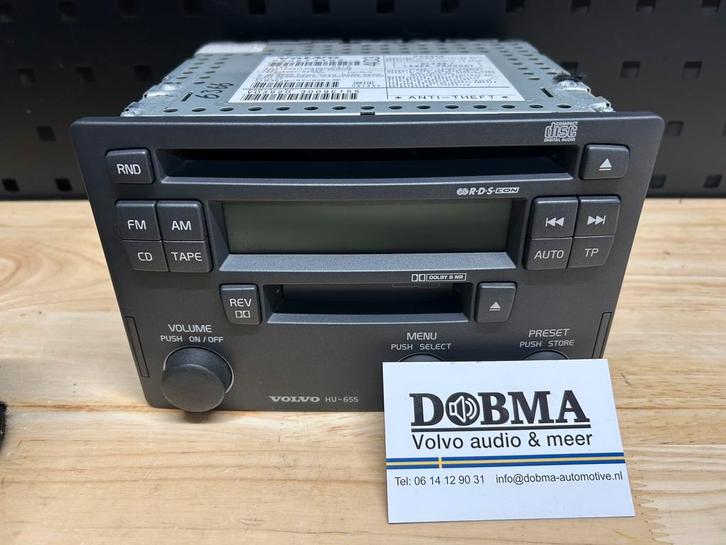 * ANTI-THEFT *
COMPACT
disc
DIGITAL AUDIO
RND
R·D·S·EON
FM AM
CD TAPE
AUTO TP
DOLBY B NR
REV
VOLUME
PUSH ON/OFF
MENU
PUSH SELECT
PRESET
PUSH STORE
VOLVO HU-655
DOBMA
Volvo audio & meer
Tel: 06 14 12 90 31 info@dobma-automotive.nl